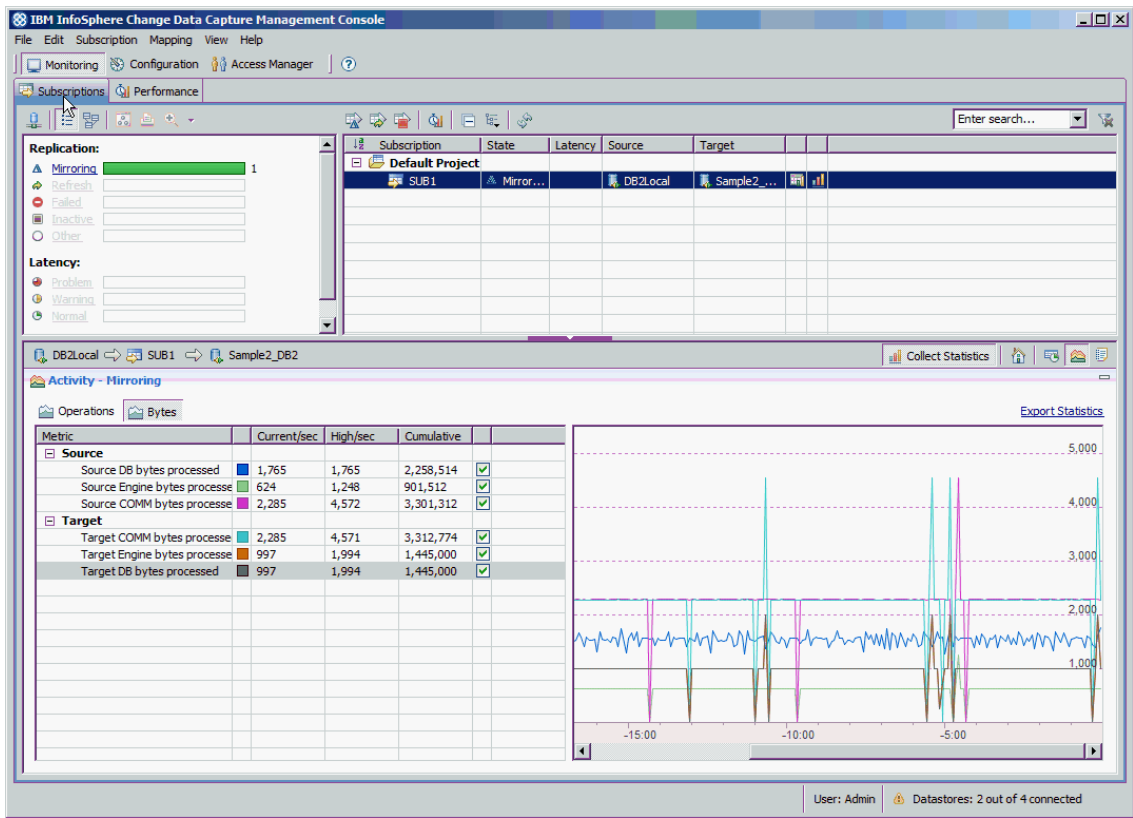 IBM InfoSphere Change Data Capture Management Console
File Edit Subscription Mapping View Help
Monitoring Configuration Access Manager
Subscriptions Performance
Enter search...
Replication:
Mirroring 1
Refresh
Failed
Inactive
Other
Latency:
Problem
Warning
Normal
Subscription State Latency Source Target
Default Project
SUB1 Mirror... DB2Local Sample2_...
DB2Local SUB1 Sample2_DB2
Collect Statistics
Activity - Mirroring
Operations Bytes
Export Statistics
Metric Current/sec High/sec Cumulative
Source
Source DB bytes processed 1,765 1,765 2,258,514
Source Engine bytes processe 624 1,248 901,512
Source COMM bytes processe 2,285 4,572 3,301,312
Target
Target COMM bytes processe 2,285 4,571 3,312,774
Target Engine bytes processe 997 1,994 1,445,000
Target DB bytes processed 997 1,994 1,445,000
5,000
4,000
3,000
2,000
1,000
-15:00 -10:00 -5:00
User: Admin Datastores: 2 out of 4 connected